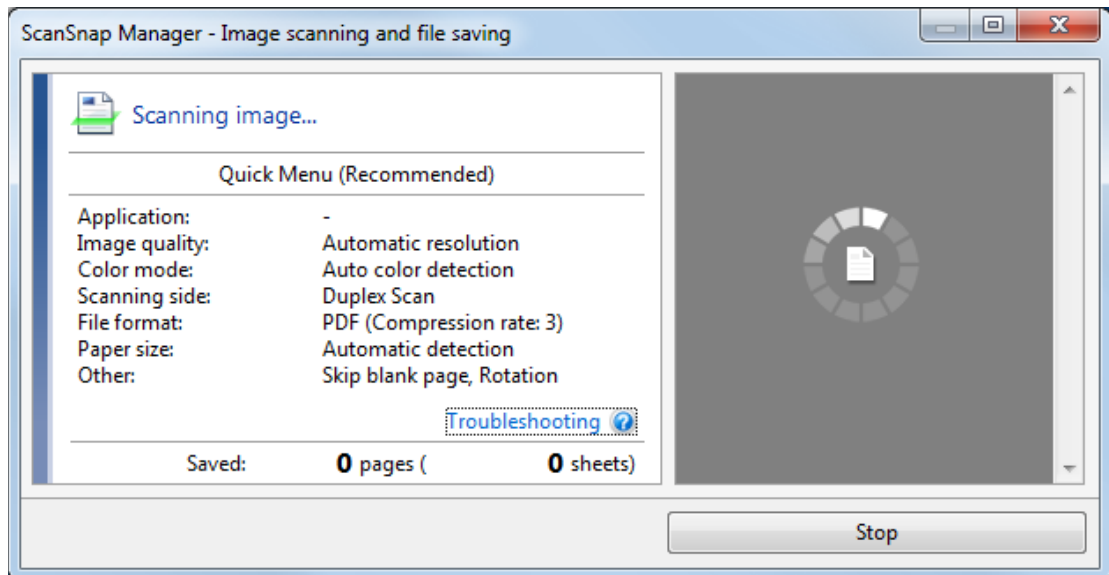 ScanSnap Manager - Image scanning and file saving
Scanning image...
Quick Menu (Recommended)
Application: -
Image quality: Automatic resolution
Color mode: Auto color detection
Scanning side: Duplex Scan
File format: PDF (Compression rate: 3)
Paper size: Automatic detection
Other: Skip blank page, Rotation
Troubleshooting
Saved: 0 pages ( 0 sheets)
Stop